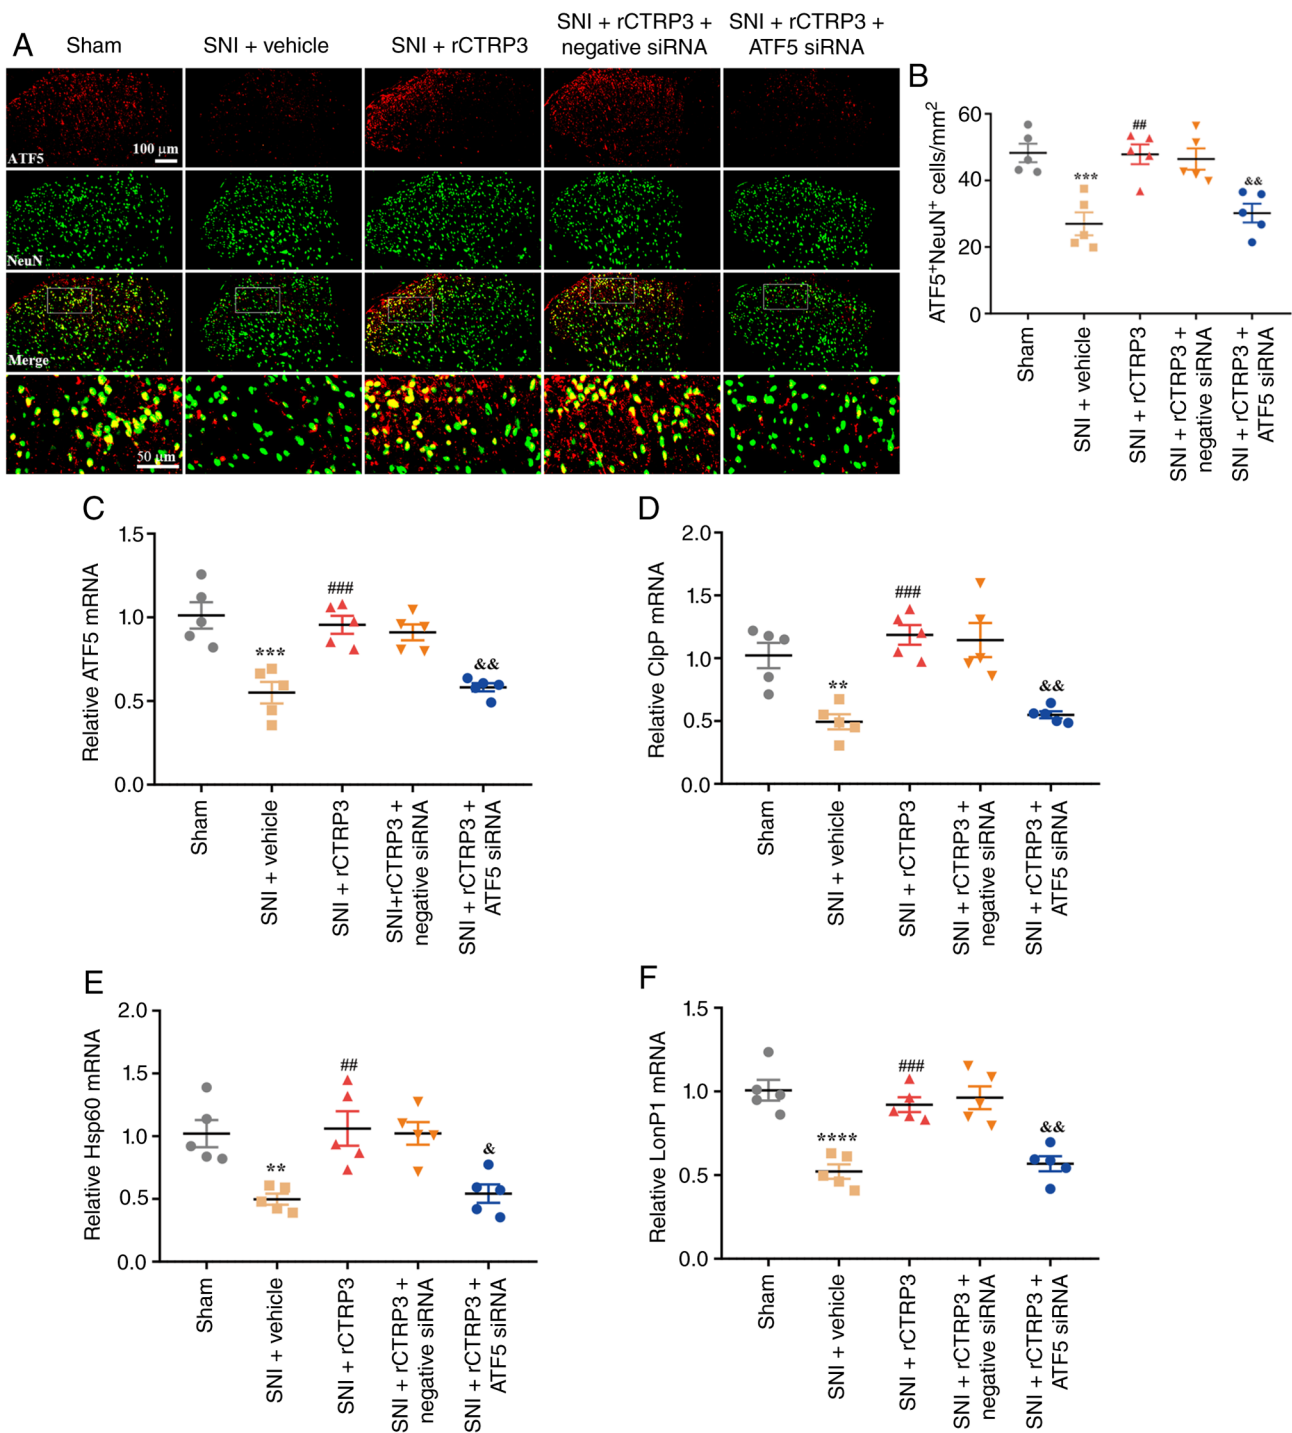 A
Sham
SNI + vehicle
SNI + rCTRP3
SNI + rCTRP3 +
negative siRNA
SNI + rCTRP3 +
ATF5 siRNA
ATF5
100 μm
NeuN
Merge
50 μm
B
ATF5+NeuN+ cells/mm2
60
40
20
0
***
##
&&
Sham
SNI + vehicle
SNI + rCTRP3
SNI + rCTRP3 +
negative siRNA
SNI + rCTRP3 +
ATF5 siRNA
C
Relative ATF5 mRNA
1.5
1.0
0.5
0.0
***
###
&&
Sham
SNI + vehicle
SNI + rCTRP3
SNI+rCTRP3 +
negative siRNA
SNI + rCTRP3 +
ATF5 siRNA
D
Relative ClpP mRNA
2.0
1.5
1.0
0.5
0.0
**
###
&&
Sham
SNI + vehicle
SNI + rCTRP3
SNI + rCTRP3 +
negative siRNA
SNI + rCTRP3 +
ATF5 siRNA
E
Relative Hsp60 mRNA
2.0
1.5
1.0
0.5
0.0
**
##
&
Sham
SNI + vehicle
SNI + rCTRP3
SNI + rCTRP3 +
negative siRNA
SNI + rCTRP3 +
ATF5 siRNA
F
Relative LonP1 mRNA
1.5
1.0
0.5
0.0
****
###
&&
Sham
SNI + vehicle
SNI + rCTRP3
SNI + rCTRP3 +
negative siRNA
SNI + rCTRP3 +
ATF5 siRNA